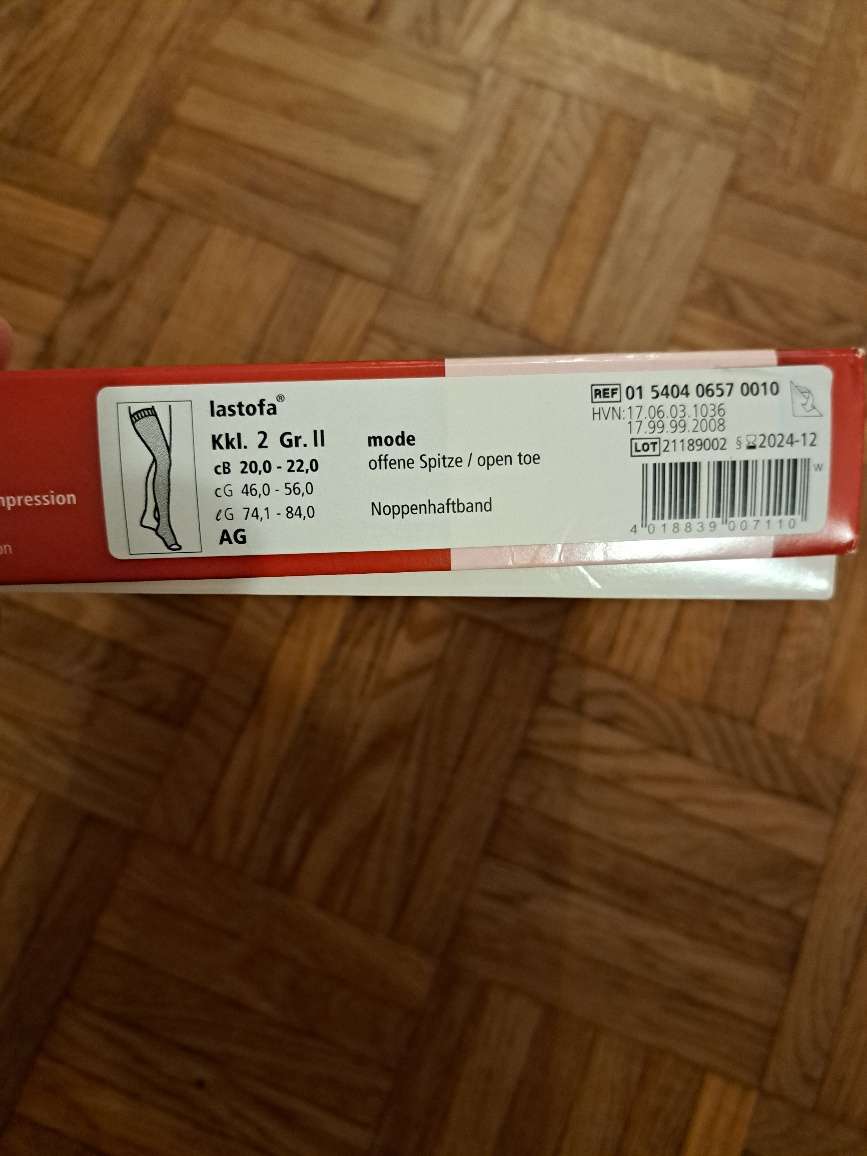 lastofa®
Kkl. 2 Gr. II
cB 20,0 - 22,0
cG 46,0 - 56,0
ℓG 74,1 - 84,0
AG
mode
offene Spitze / open toe
Noppenhaftband
REF 01 5404 0657 0010
HVN:17.06.03.1036
17.99.99.2008
LOT 21189002 § 2024-12
W
4 018839 007110